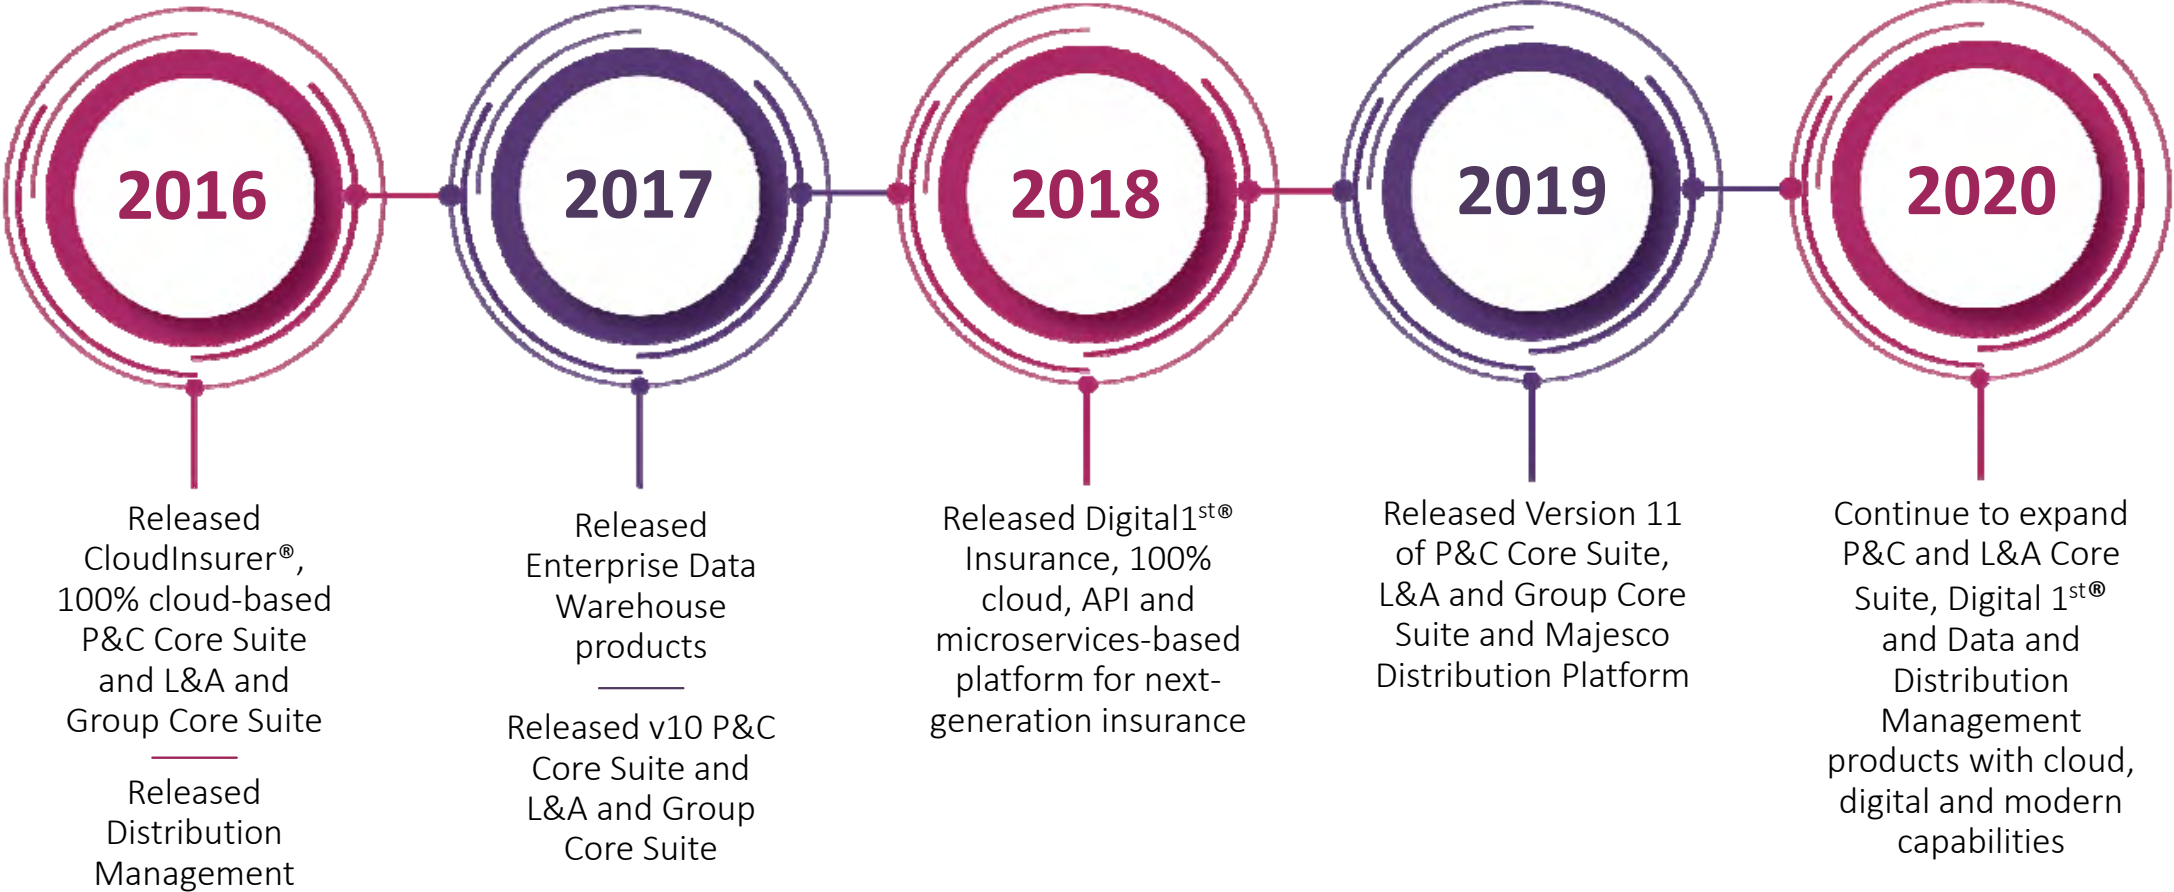 2016
Released
CloudInsurer®,
100% cloud-based
P&C Core Suite
and L&A and
Group Core Suite
Released
Distribution
Management
2017
Released
Enterprise Data
Warehouse
products
Released v10 P&C
Core Suite and
L&A and Group
Core Suite
2018
Released Digital1st®
Insurance, 100%
cloud, API and
microservices-based
platform for next-
generation insurance
2019
Released Version 11
of P&C Core Suite,
L&A and Group Core
Suite and Majesco
Distribution Platform
2020
Continue to expand
P&C and L&A Core
Suite, Digital 1st®
and Data and
Distribution
Management
products with cloud,
digital and modern
capabilities